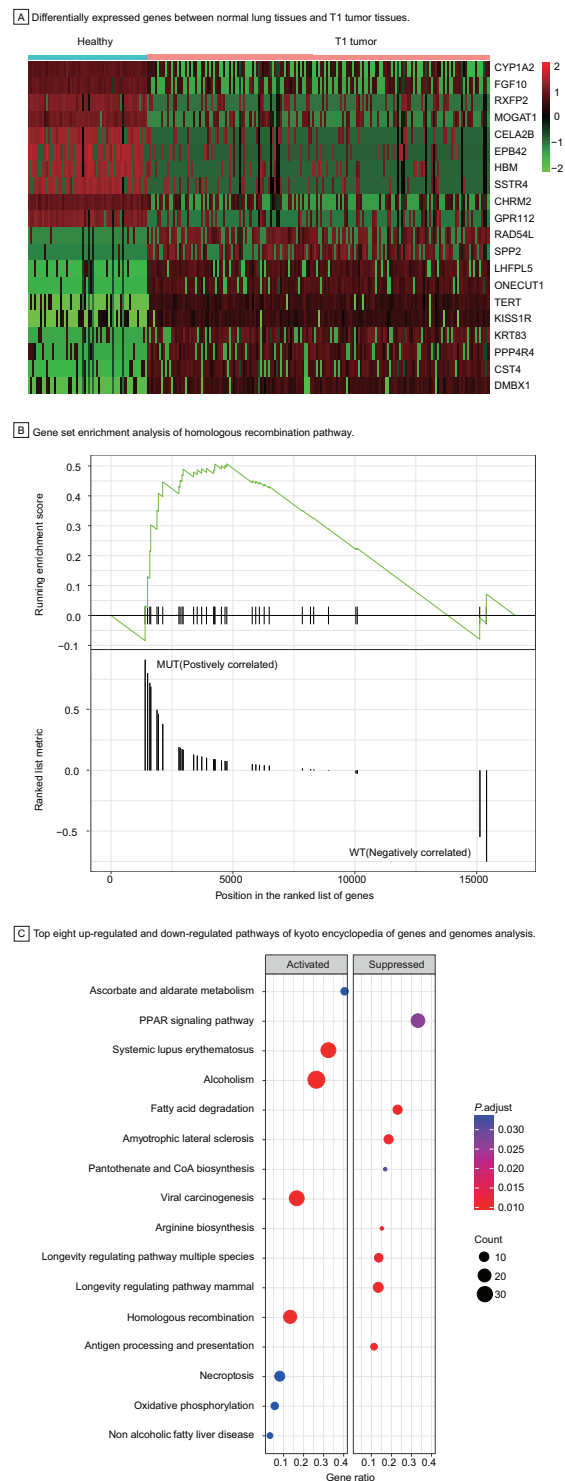 A Differentially expressed genes between normal lung tissues and T1 tumor tissues.
Healthy T1 tumor
CYP1A2
FGF10
RXFP2
MOGAT1
CELA2B
EPB42
HBM
SSTR4
CHRM2
GPR112
RAD54L
SPP2
LHFPL5
ONECUT1
TERT
KISS1R
KRT83
PPP4R4
CST4
DMBX1
2
1
0
−1
−2
B Gene set enrichment analysis of homologous recombination pathway.
Running enrichment score
0.5
0.4
0.3
0.2
0.1
0.0
−0.1
MUT(Postively correlated)
Ranked list metric
0.5
0.0
−0.5
WT(Negatively correlated)
0 5000 10000 15000
Position in the ranked list of genes
C Top eight up-regulated and down-regulated pathways of kyoto encyclopedia of genes and genomes analysis.
Activated Suppressed
Ascorbate and aldarate metabolism
PPAR signaling pathway
Systemic lupus erythematosus
Alcoholism
Fatty acid degradation
Amyotrophic lateral sclerosis
Pantothenate and CoA biosynthesis
Viral carcinogenesis
Arginine biosynthesis
Longevity regulating pathway multiple species
Longevity regulating pathway mammal
Homologous recombination
Antigen processing and presentation
Necroptosis
Oxidative phosphorylation
Non alcoholic fatty liver disease
0.1 0.2 0.3 0.4 0.1 0.2 0.3 0.4
Gene ratio
P.adjust
0.030
0.025
0.020
0.015
0.010
Count
10
20
30